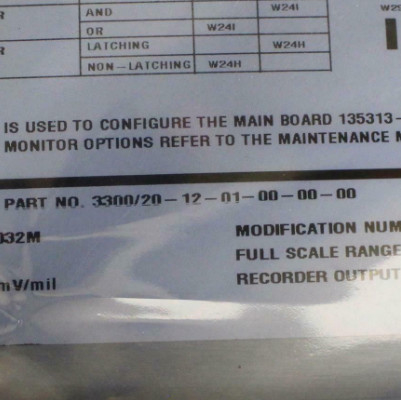 R AND W24I W29
OR W24I
R LATCHING W24H
NON-LATCHING W24H
IS USED TO CONFIGURE THE MAIN BOARD 135313-
MONITOR OPTIONS REFER TO THE MAINTENANCE M
PART NO. 3300/20-12-01-00-00-00
032M MODIFICATION NUM
FULL SCALE RANGE
mV/mil RECORDER OUTPUT